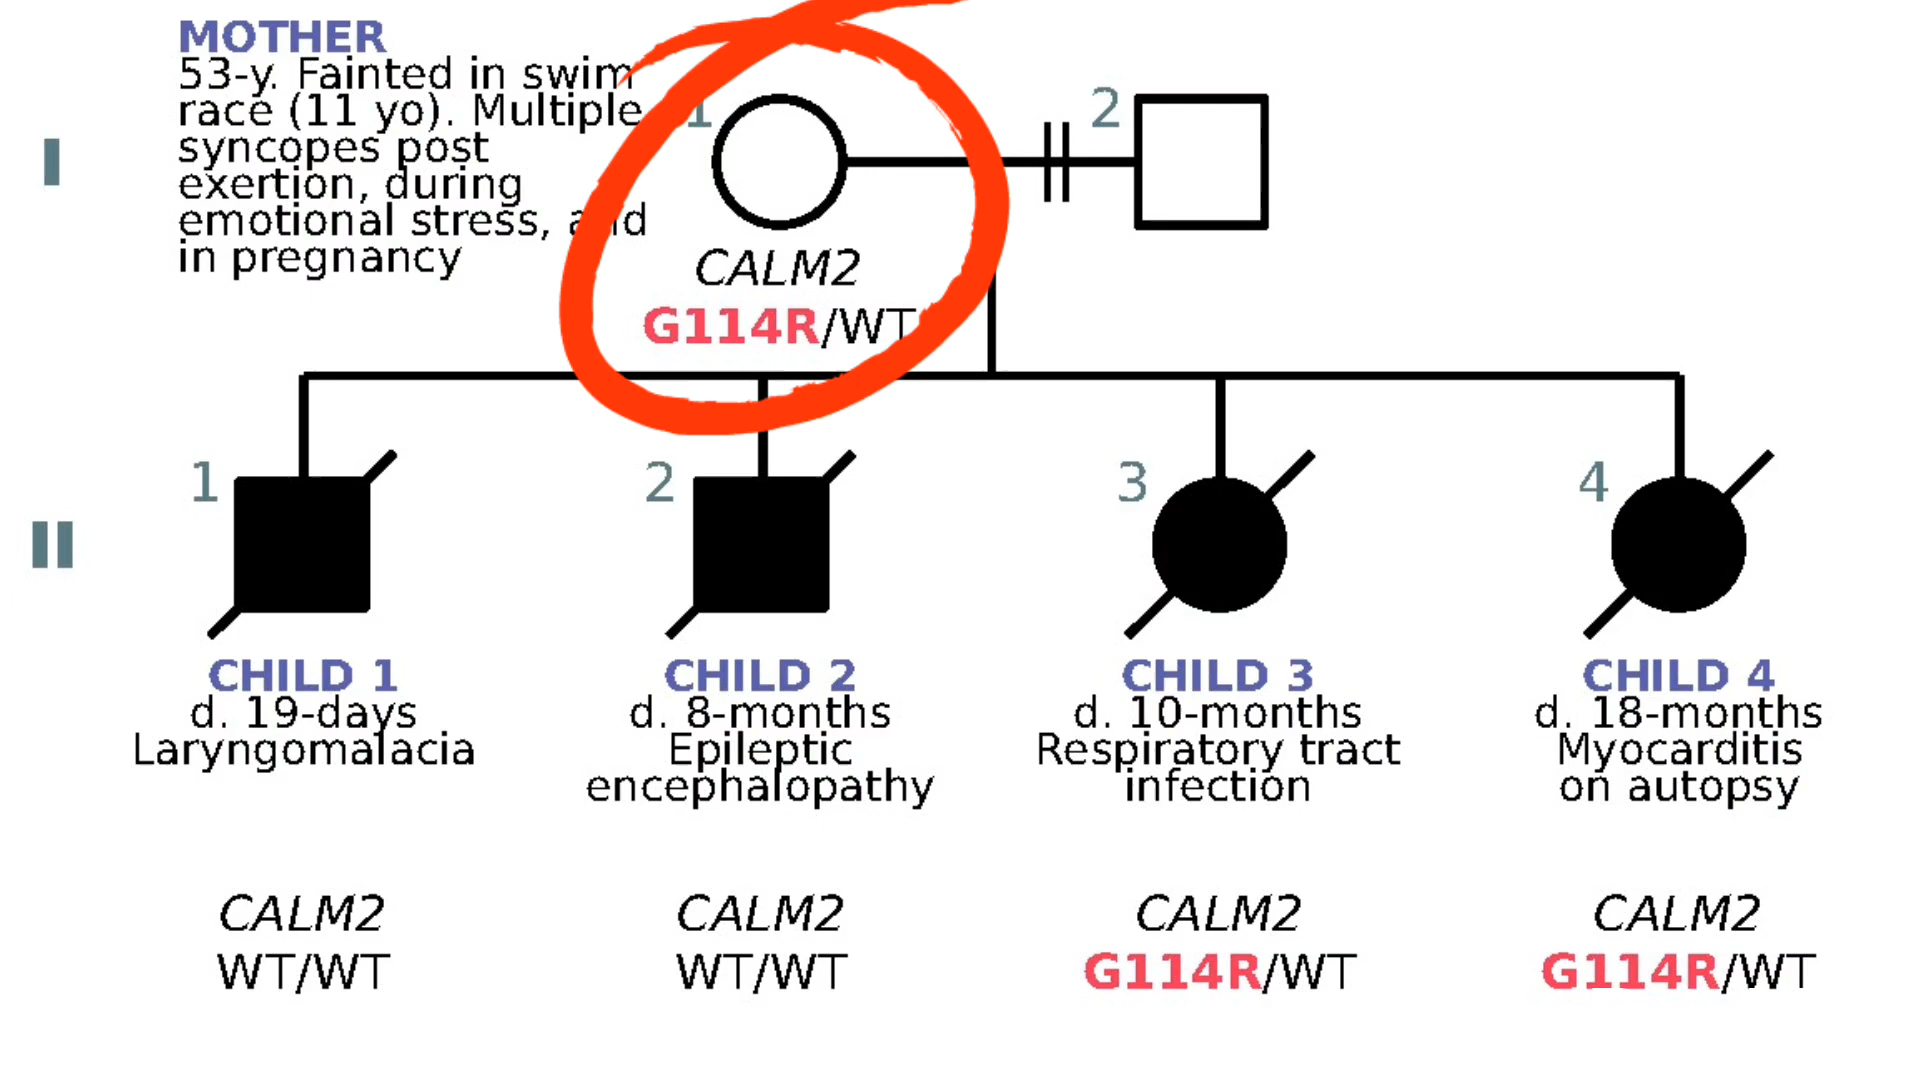 MOTHER
53-y. Fainted in swim
race (11 yo). Multiple
syncopes post
exertion, during
emotional stress, and
in pregnancy
I
1
2
CALM2
G114R/WT
II
1
2
3
4
CHILD 1
d. 19-days
Laryngomalacia
CALM2
WT/WT
CHILD 2
d. 8-months
Epileptic
encephalopathy
CALM2
WT/WT
CHILD 3
d. 10-months
Respiratory tract
infection
CALM2
G114R/WT
CHILD 4
d. 18-months
Myocarditis
on autopsy
CALM2
G114R/WT